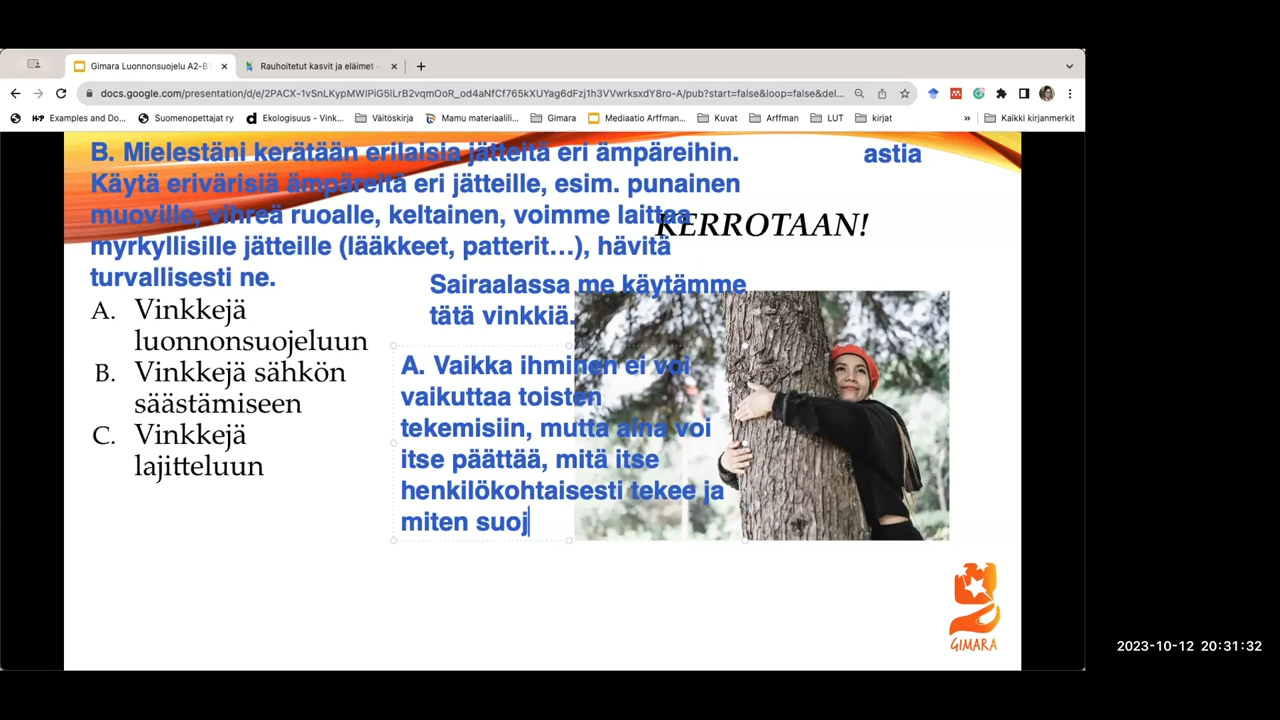 Gimara Luonnonsuojelu A2-B1
Rauhoitetut kasvit ja eläimet -
docs.google.com/presentation/d/e/2PACX-1vSnLKypMWIPiG5lLrB2vqmOoR_od4aNfCf765kXUYag6dFzj1h3VVwrksxdY8ro-A/pub?start=false&loop=false&del...
Examples and Do...
Suomenopettajat ry
Ekologisuus - Vink...
Väitöskirja
Mamu materiaalili...
Gimara
Mediaatio Arffman...
Kuvat
Arffman
LUT
kirjat
»
Kaikki kirjanmerkit
B. Mielestäni kerätään erilaisia jätteitä eri ämpäreihin.
Käytä erivärisiä ämpäreitä eri jätteille, esim. punainen
muoville, vihreä ruoalle, keltainen, voimme laittaa
myrkyllisille jätteille (lääkkeet, patterit...), hävitä
turvallisesti ne.
astia
KERROTAAN!
Sairaalassa me käytämme
tätä vinkkiä.
A. Vinkkejä
luonnonsuojeluun
B. Vinkkejä sähkön
säästämiseen
C. Vinkkejä
lajitteluun
A. Vaikka ihminen ei voi
vaikuttaa toisten
tekemisiin, mutta aina voi
itse päättää, mitä itse
henkilökohtaisesti tekee ja
miten suoj
GIMARA
2023-10-12 20:31:32